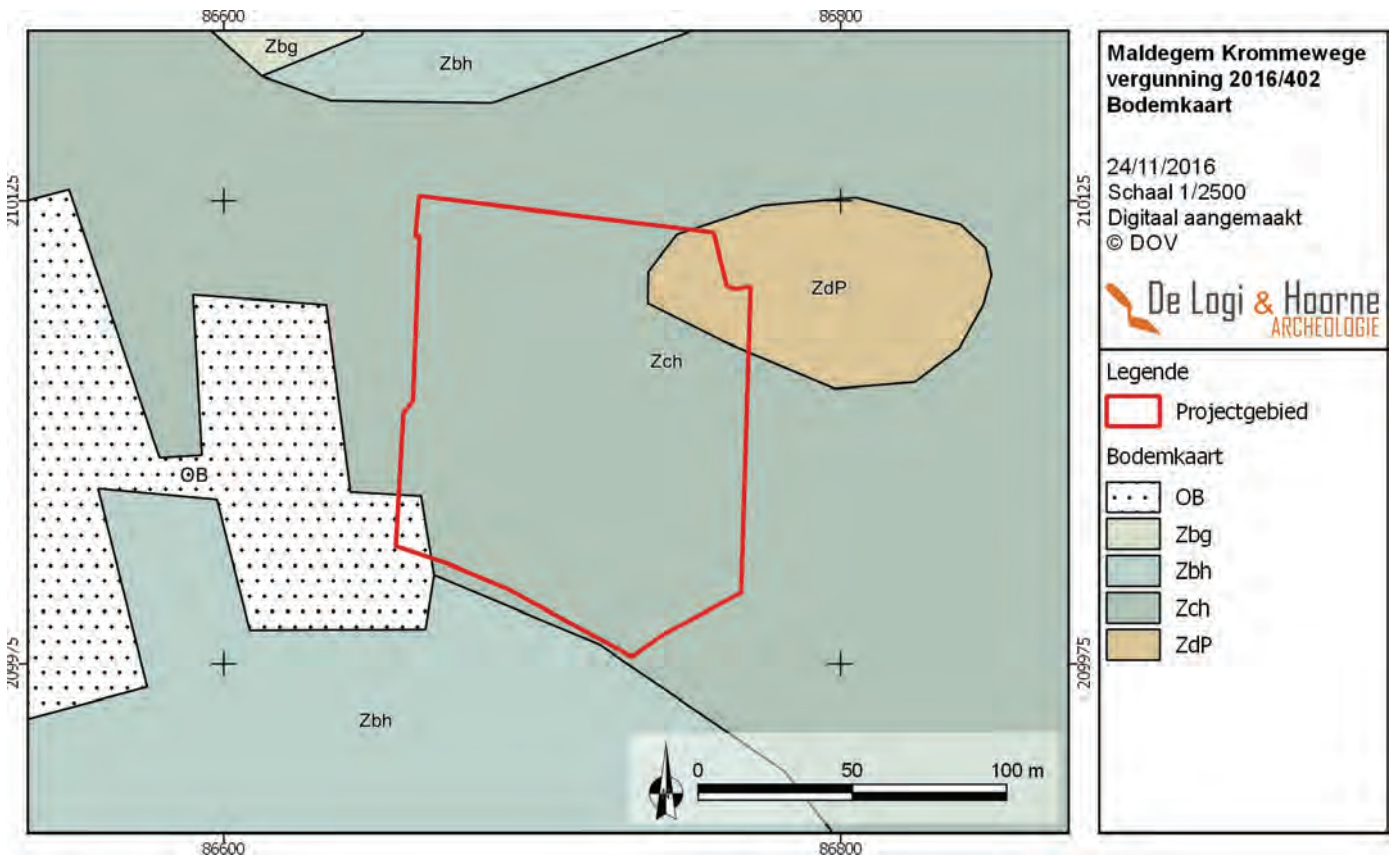 86600
86800
Zbg
Zbh
210125
210125
ZdP
Zch
OB
209975
209975
Zbh
0 50 100 m
86600
86800
Maldegem Krommewege
vergunning 2016/402
Bodemkaart
24/11/2016
Schaal 1/2500
Digitaal aangemaakt
© DOV
De Logi & Hoorne
ARCHEOLOGIE
Legende
Projectgebied
Bodemkaart
OB
Zbg
Zbh
Zch
ZdP